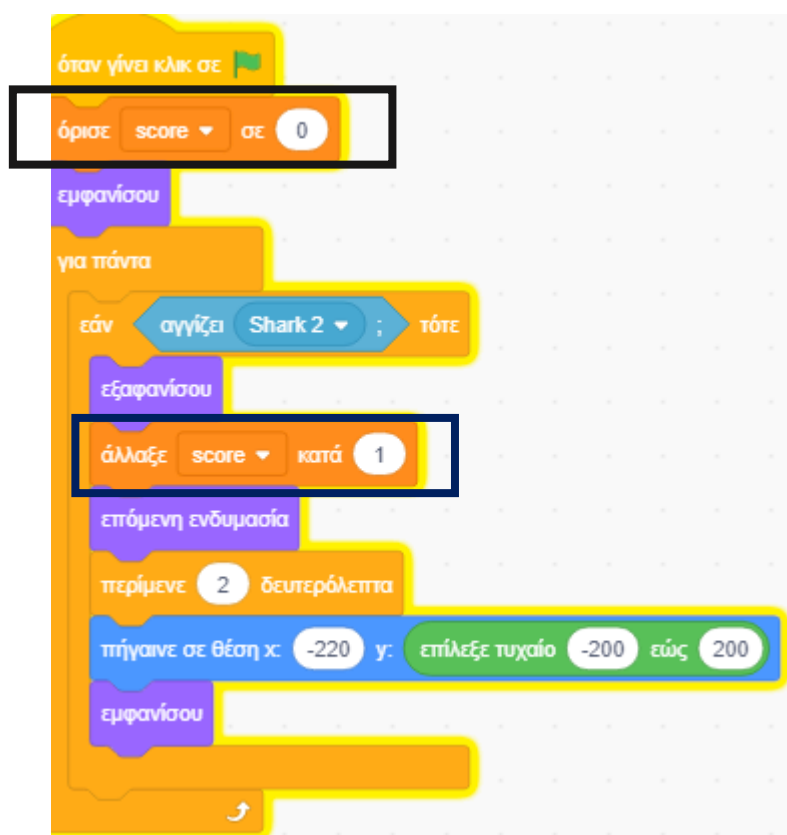 όταν γίνει κλικ σε
όρισε score σε 0
εμφανίσου
για πάντα
εάν αγγίζει Shark 2 ; τότε
εξαφανίσου
άλλαξε score κατά 1
επόμενη ενδυμασία
περίμενε 2 δευτερόλεπτα
πήγαινε σε θέση x: -220 y: επίλεξε τυχαίο -200 εώς 200
εμφανίσου